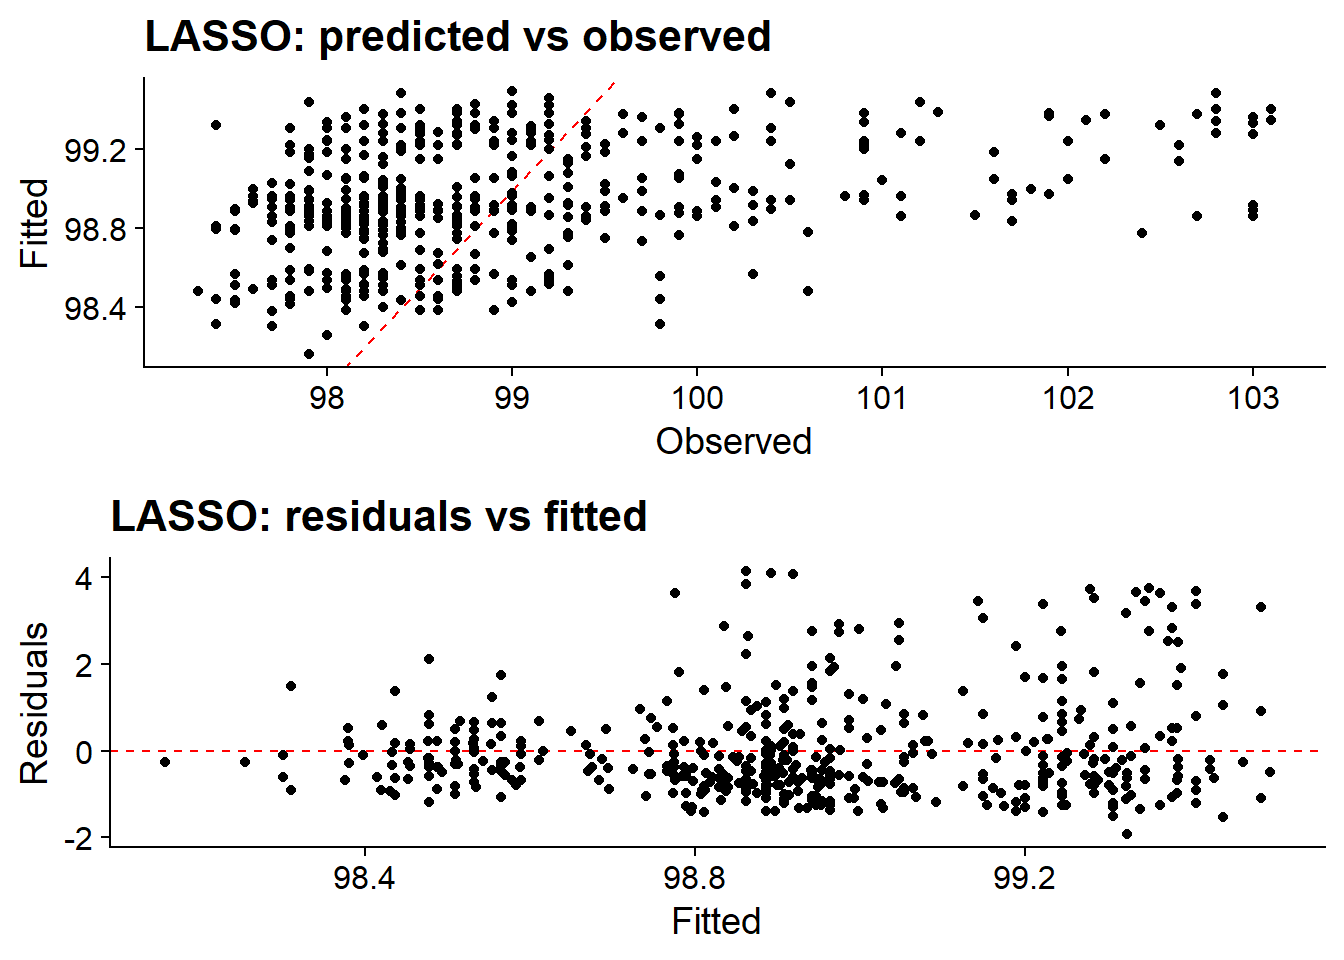 LASSO: predicted vs observed
Fitted
99.2
98.8
98.4
98 99 100 101 102 103
Observed
LASSO: residuals vs fitted
Residuals
4
2
0
-2
98.4 98.8 99.2
Fitted